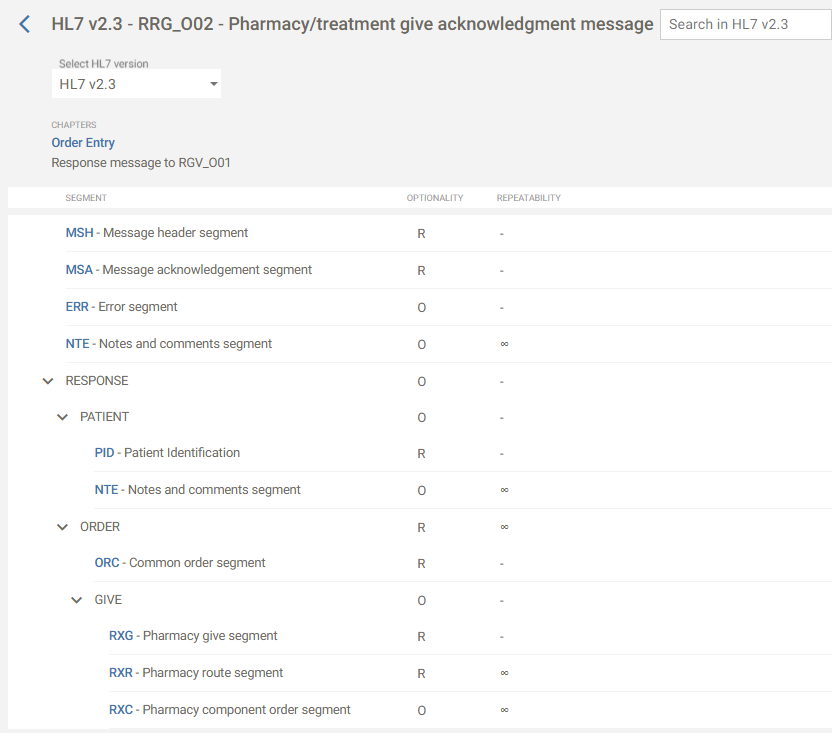 HL7 v2.3 - RRG_O02 - Pharmacy/treatment give acknowledgment message
Search in HL7 v2.3
Select HL7 version
HL7 v2.3
CHAPTERS
Order Entry
Response message to RGV_O01
SEGMENT OPTIONALITY REPEATABILITY
MSH - Message header segment R -
MSA - Message acknowledgement segment R -
ERR - Error segment O -
NTE - Notes and comments segment O ∞
RESPONSE O -
PATIENT O -
PID - Patient Identification R -
NTE - Notes and comments segment O ∞
ORDER R ∞
ORC - Common order segment R -
GIVE O -
RXG - Pharmacy give segment R -
RXR - Pharmacy route segment R ∞
RXC - Pharmacy component order segment O ∞